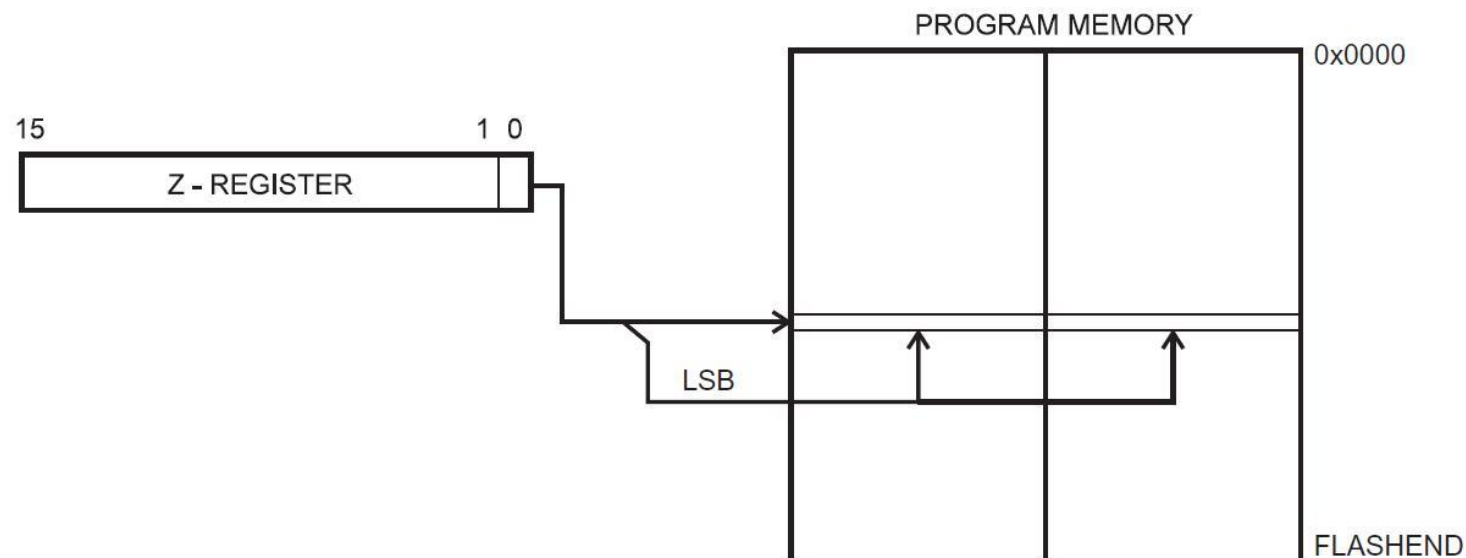 PROGRAM MEMORY
0x0000
15 1 0
Z - REGISTER
LSB
FLASHEND